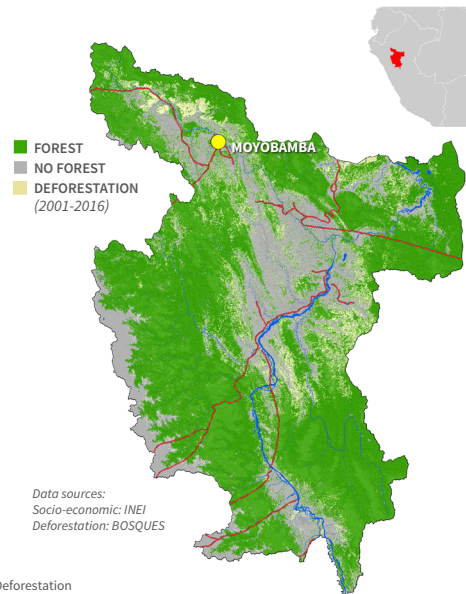 MOYOBAMBA
FOREST
NO FOREST
DEFORESTATION
(2001-2016)
Data sources:
Socio-economic: INEI
Deforestation: BOSQUES
Deforestation